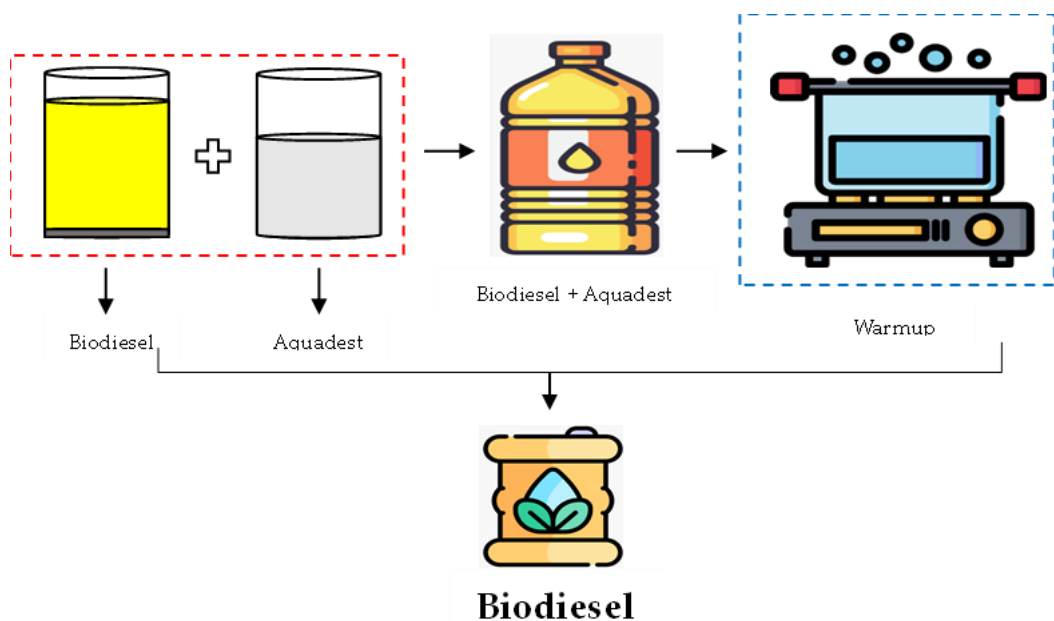 Biodiesel + Aquadest
Biodiesel
Aquadest
Warmup
Biodiesel